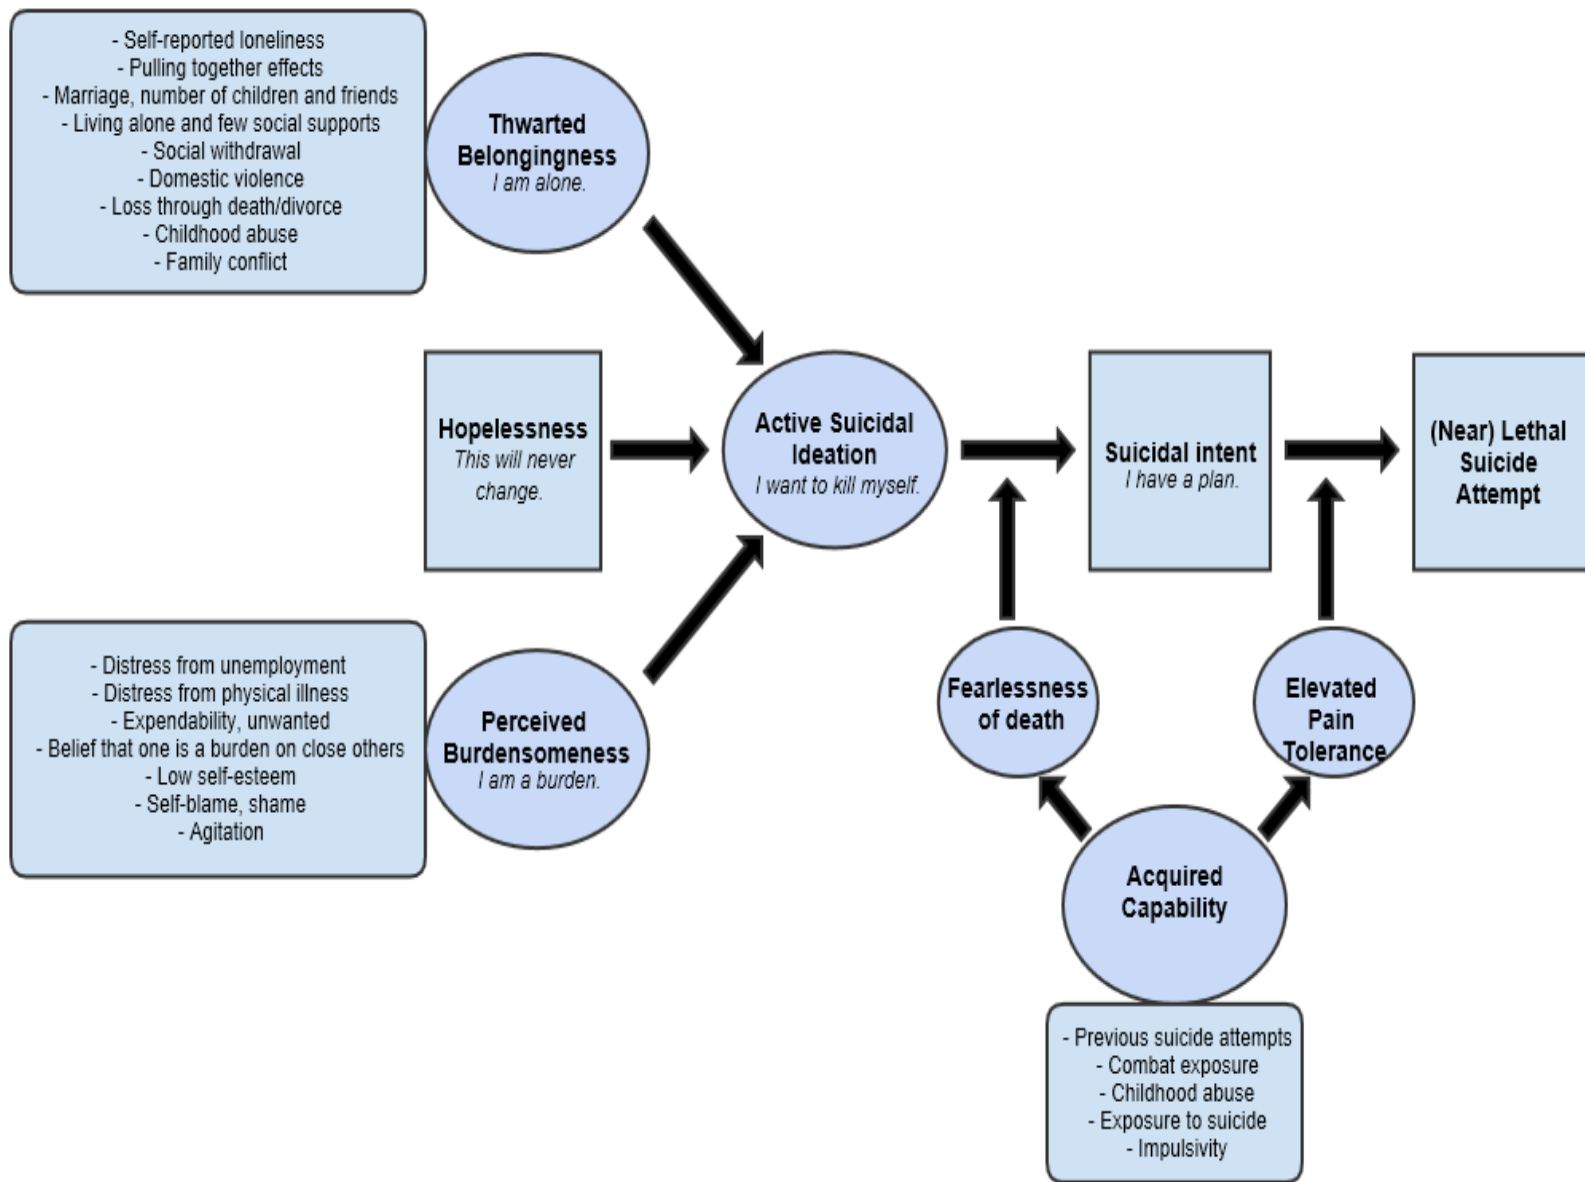 - Self-reported loneliness
- Pulling together effects
- Marriage, number of children and friends
- Living alone and few social supports
- Social withdrawal
- Domestic violence
- Loss through death/divorce
- Childhood abuse
- Family conflict
Thwarted
Belongingness
I am alone.
Hopelessness
This will never
change.
Active Suicidal
Ideation
I want to kill myself.
Suicidal intent
I have a plan.
(Near) Lethal
Suicide
Attempt
- Distress from unemployment
- Distress from physical illness
- Expendability, unwanted
- Belief that one is a burden on close others
- Low self-esteem
- Self-blame, shame
- Agitation
Perceived
Burdensomeness
I am a burden.
Fearlessness
of death
Elevated
Pain
Tolerance
Acquired
Capability
- Previous suicide attempts
- Combat exposure
- Childhood abuse
- Exposure to suicide
- Impulsivity